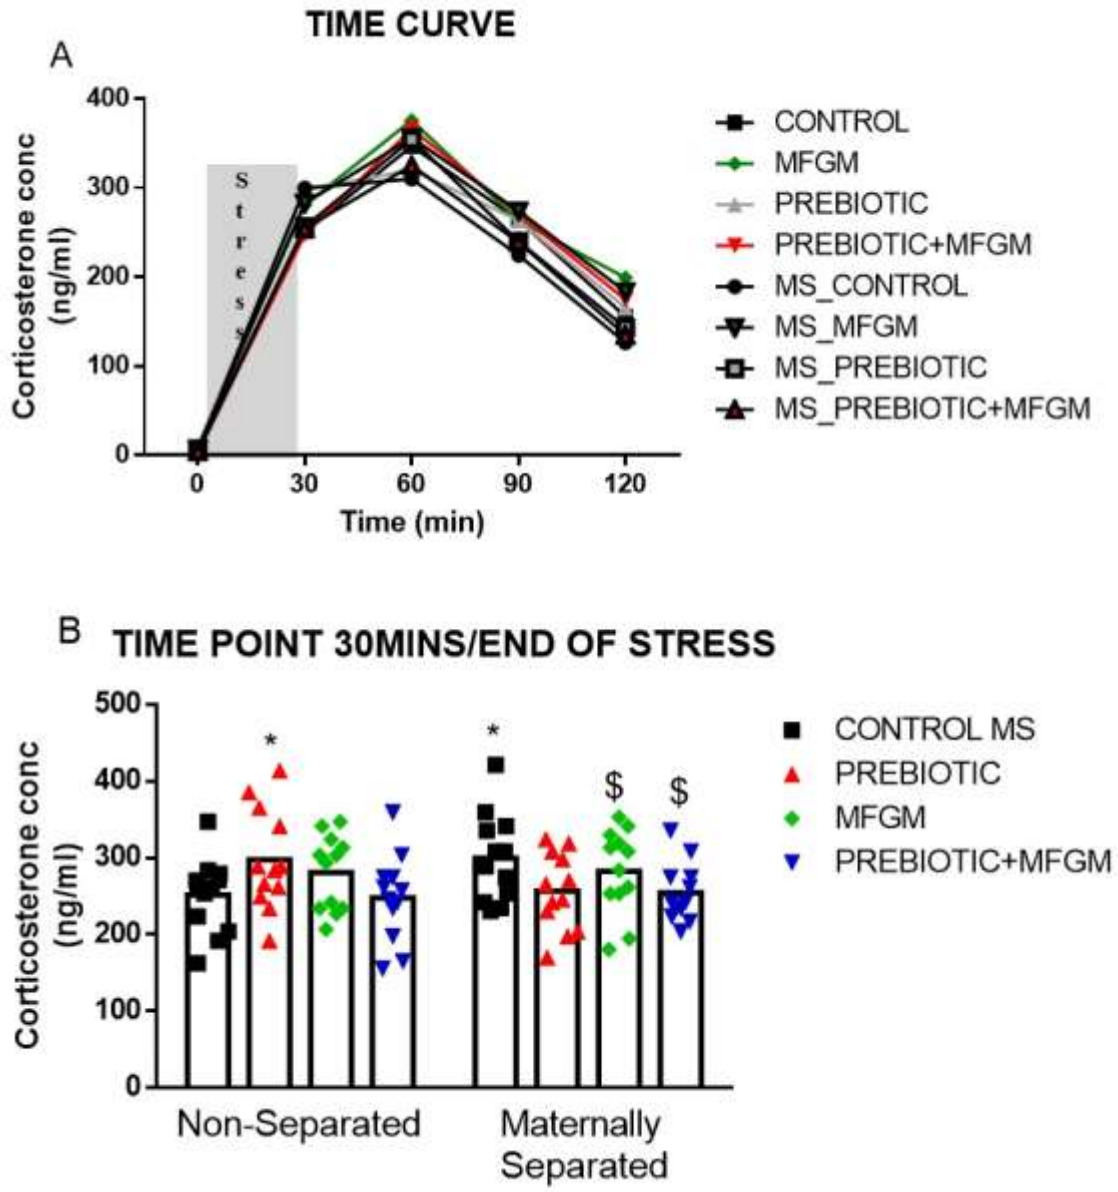 TIME CURVE
A
Corticosterone conc
(ng/ml)
400
300
200
100
0
Stress
0 30 60 90 120
Time (min)
CONTROL
MFGM
PREBIOTIC
PREBIOTIC+MFGM
MS_CONTROL
MS_MFGM
MS_PREBIOTIC
MS_PREBIOTIC+MFGM
B
TIME POINT 30MINS/END OF STRESS
Corticosterone conc
(ng/ml)
500
400
300
200
100
0
* * $ $
Non-Separated
Maternally
Separated
CONTROL MS
PREBIOTIC
MFGM
PREBIOTIC+MFGM